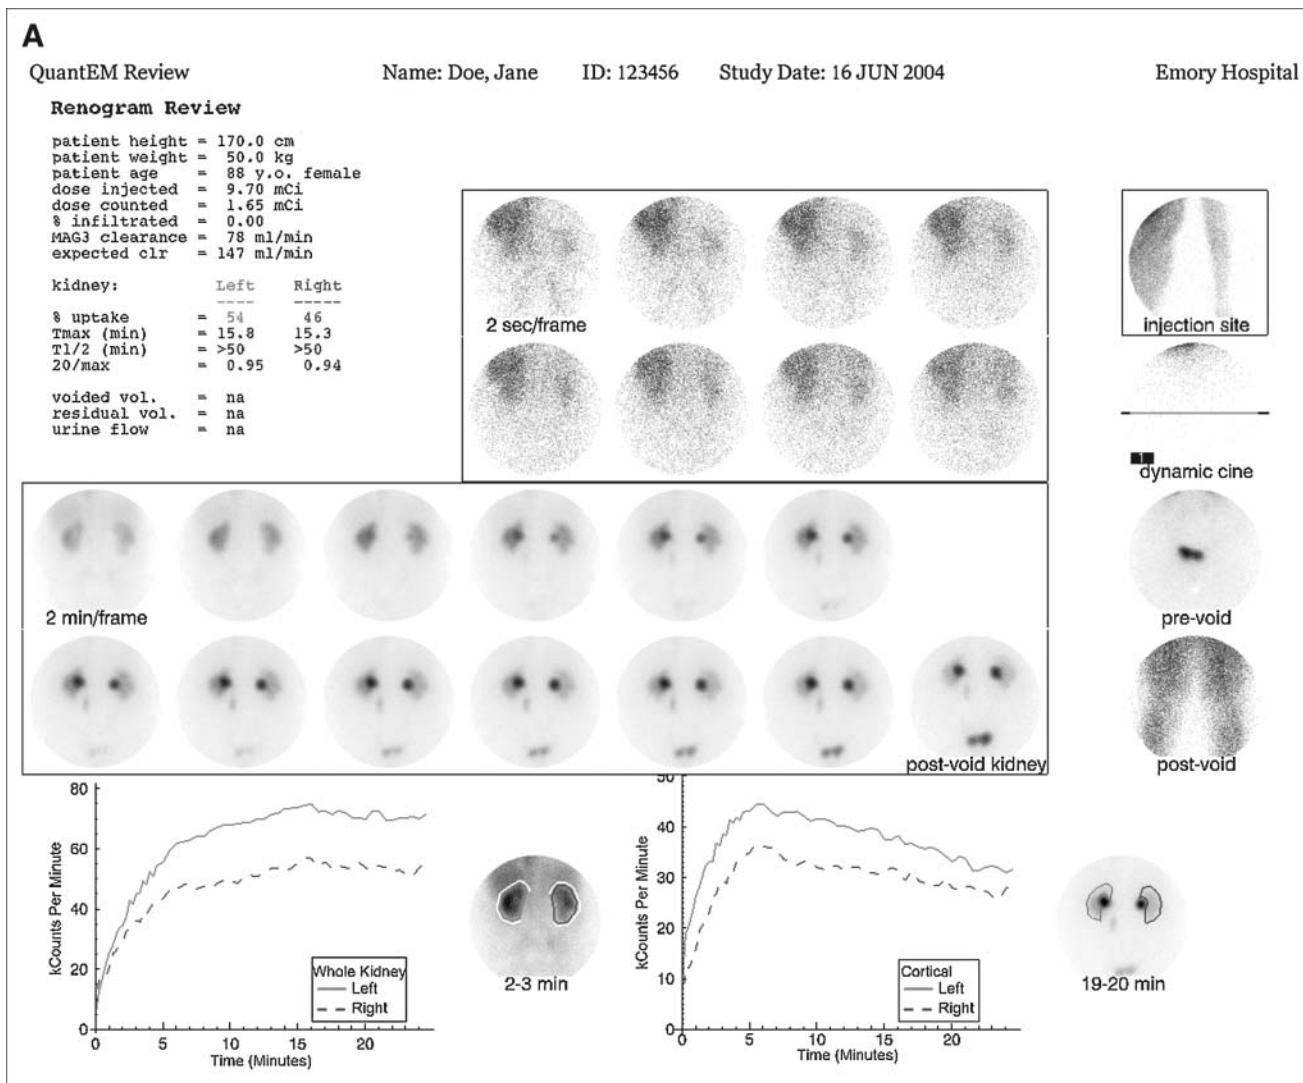 A
QuantEM Review Name: Doe, Jane ID: 123456 Study Date: 16 JUN 2004 Emory Hospital
Renogram Review
patient height = 170.0 cm
patient weight = 50.0 kg
patient age = 88 y.o. female
dose injected = 9.70 mCi
dose counted = 1.65 mCi
% infiltrated = 0.00
MAG3 clearance = 78 ml/min
expected clr = 147 ml/min
kidney: Left Right
---- -----
% uptake = 54 46
Tmax (min) = 15.8 15.3
T1/2 (min) = >50 >50
20/max = 0.95 0.94
voided vol. = na
residual vol. = na
urine flow = na
2 sec/frame
injection site
1
dynamic cine
2 min/frame
pre-void
post-void kidney
post-void
80
60
40
20
0
kCounts Per Minute
0 5 10 15 20
Time (Minutes)
Whole Kidney
Left
Right
2-3 min
50
40
30
20
10
0
kCounts Per Minute
0 5 10 15 20
Time (Minutes)
Cortical
Left
Right
19-20 min